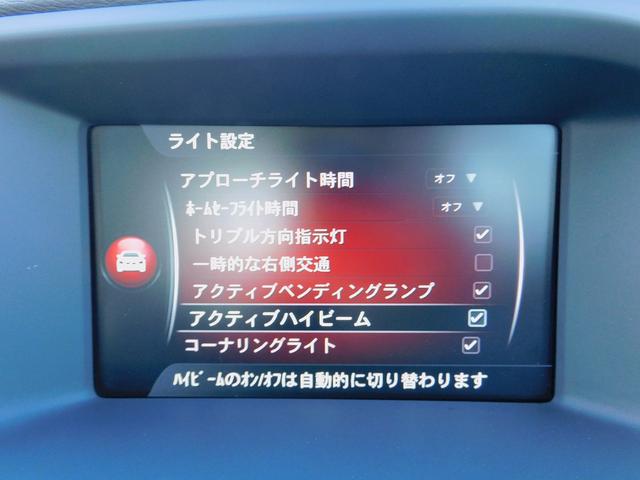 ライト設定
アプローチライト時間 オフ ▼
ﾎｰﾑｾｰﾌﾗｲﾄ時間 オフ ▼
トリプル方向指示灯
一時的な右側交通
アクティブベンディングランプ
アクティブハイビーム
コーナリングライト
ﾊｲﾋﾞｰﾑのｵﾝ/ｵﾌは自動的に切り替わります